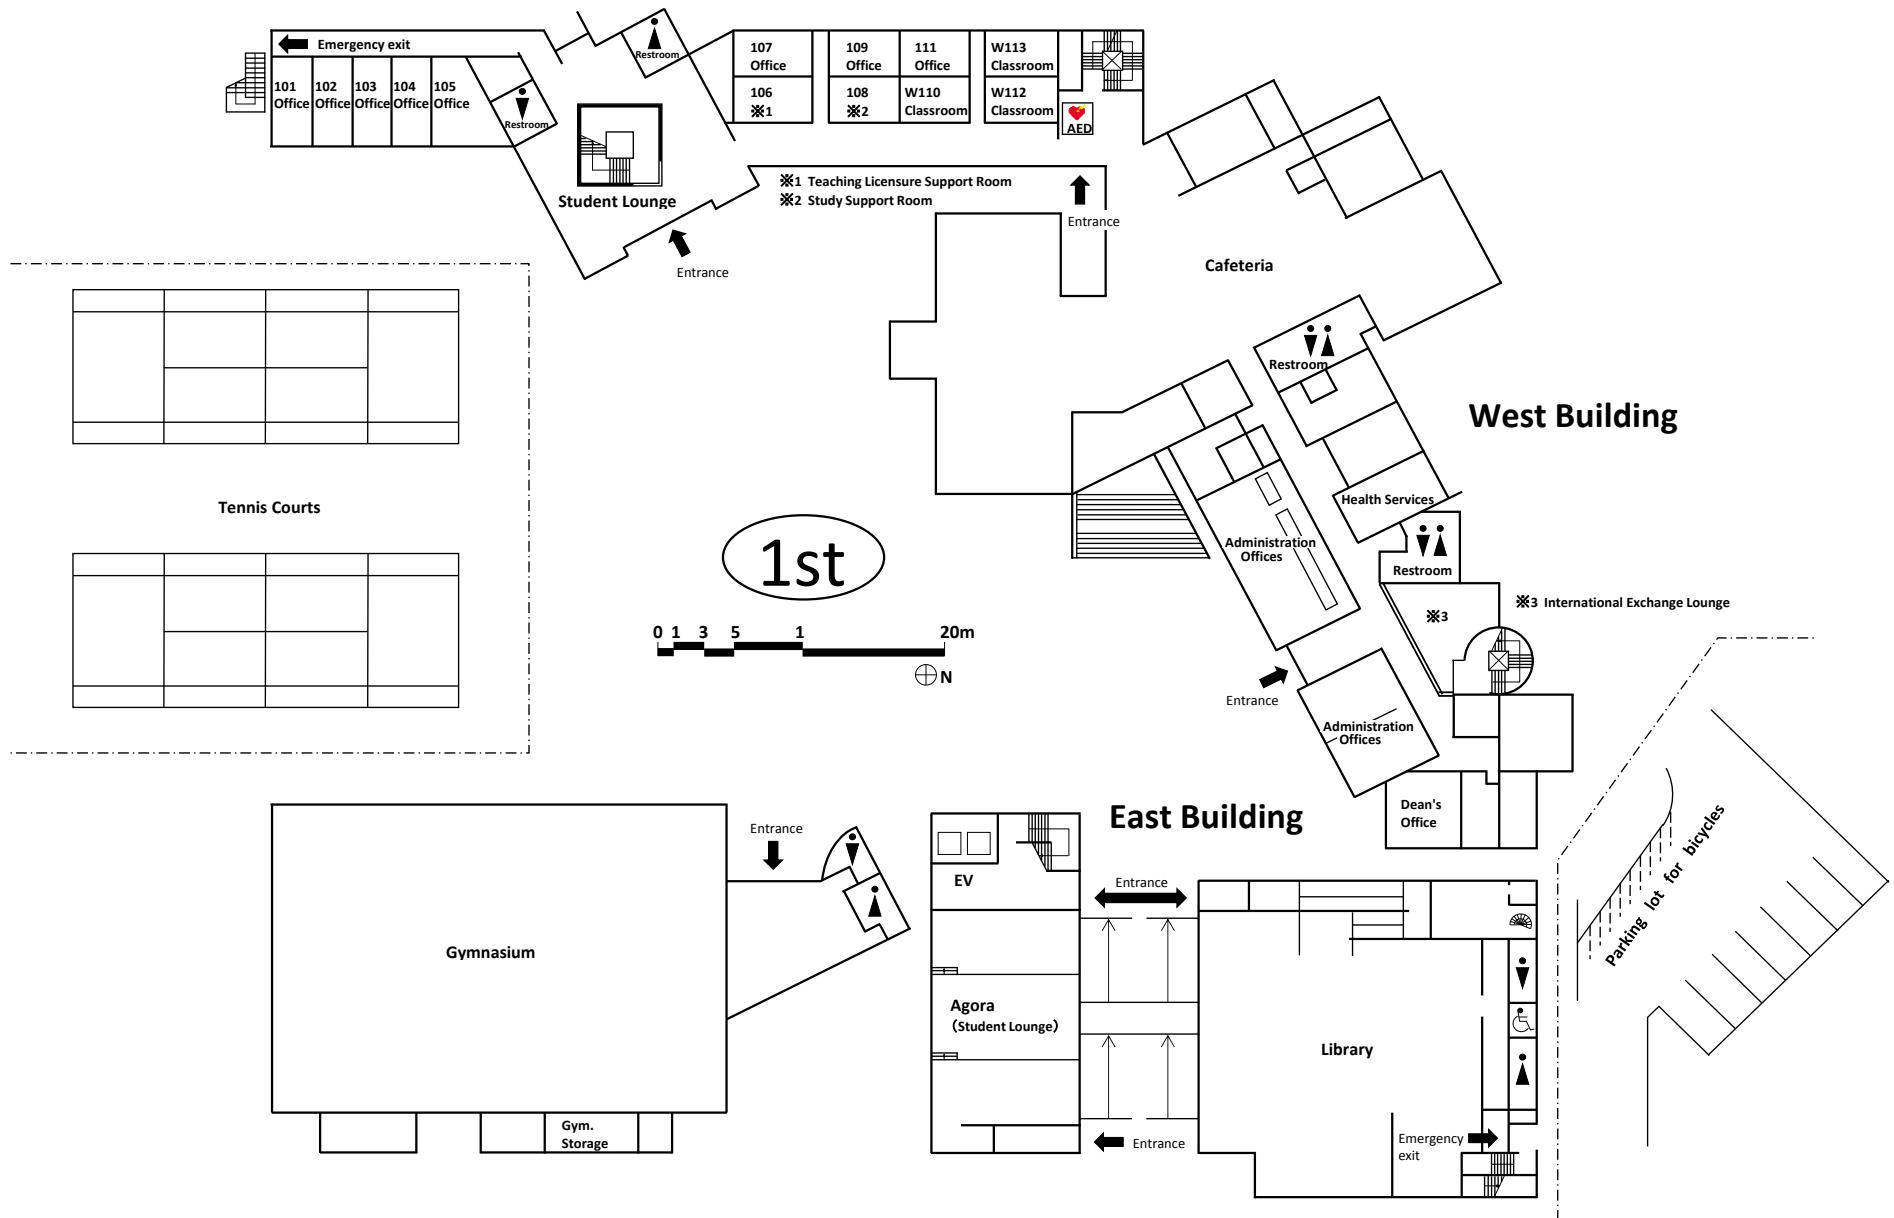 Emergency exit
Restroom
107
Office
109
Office
111
Office
W113
Classroom
101
Office
102
Office
103
Office
104
Office
105
Office
106
※1
108
※2
W110
Classroom
W112
Classroom
Restroom
AED
Student Lounge
※1 Teaching Licensure Support Room
※2 Study Support Room
Entrance
Entrance
Cafeteria
Restroom
West Building
Health Services
Tennis Courts
1st
Administration
Offices
Restroom
※3
※3 International Exchange Lounge
0 1 3 5 1 20m
N
Entrance
Administration
Offices
Dean's
Office
East Building
Parking lot for bicycles
Entrance
EV
Entrance
Gymnasium
Agora
(Student Lounge)
Library
Gym.
Storage
Entrance
Emergency
exit